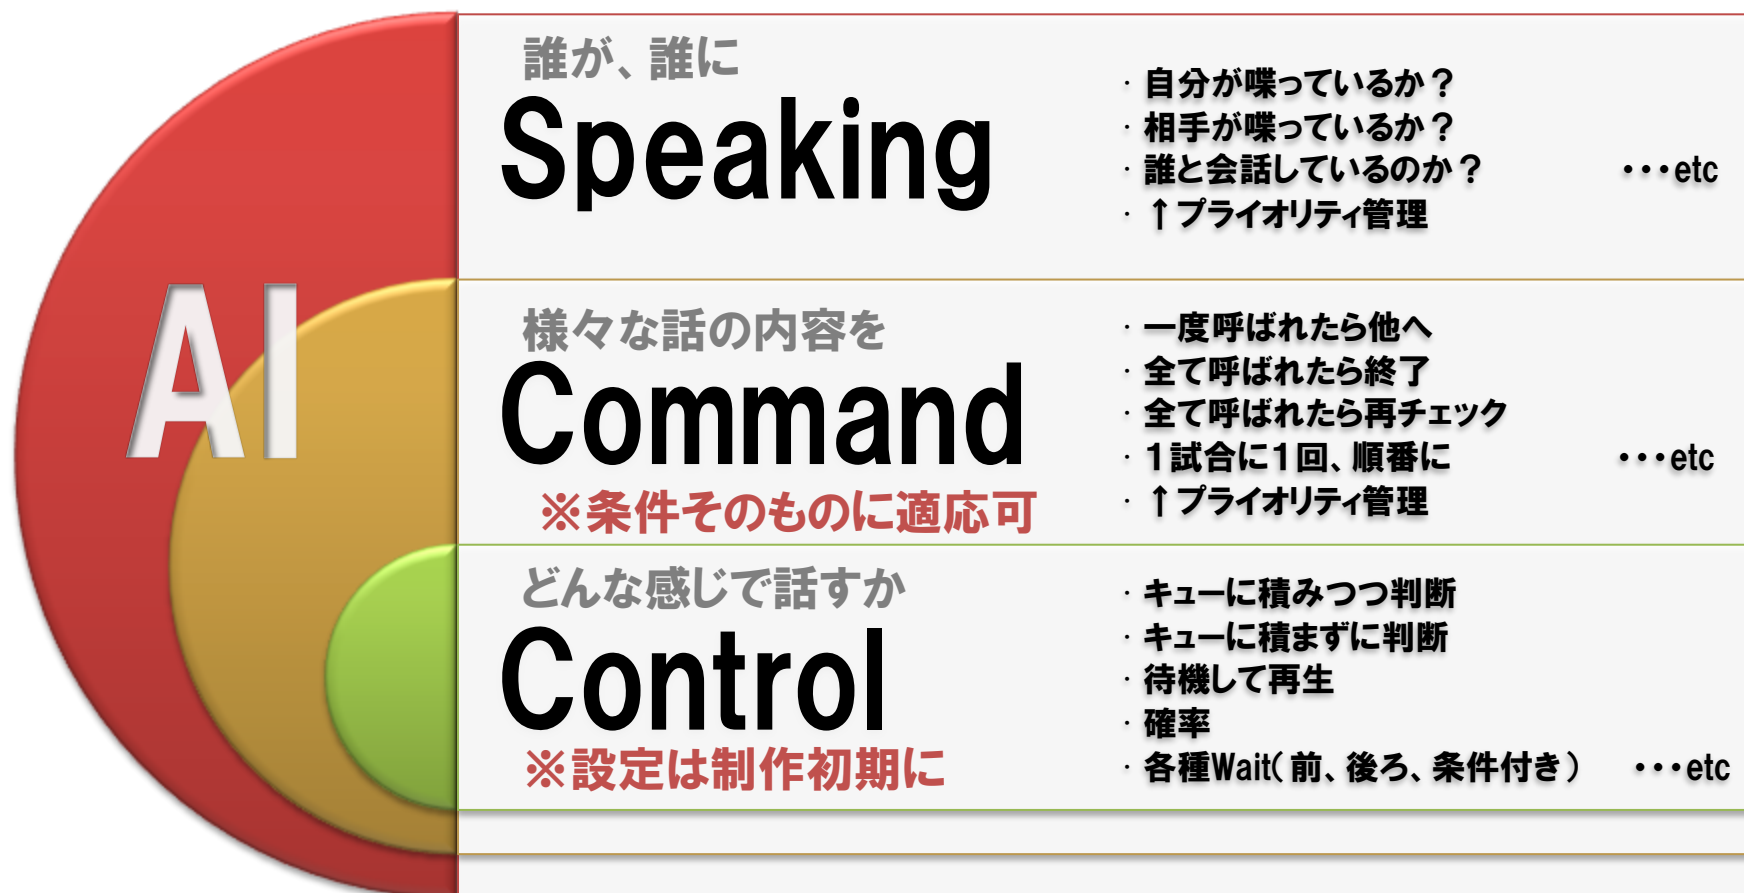 AI
誰が、誰に
Speaking
・自分が喋っているか？
・相手が喋っているか？
・誰と会話しているのか？ ・・・etc
・↑プライオリティ管理
様々な話の内容を
Command
※条件そのものに適応可
・一度呼ばれたら他へ
・全て呼ばれたら終了
・全て呼ばれたら再チェック
・１試合に１回、順番に ・・・etc
・↑プライオリティ管理
どんな感じで話すか
Control
※設定は制作初期に
・キューに積みつつ判断
・キューに積まずに判断
・待機して再生
・確率
・各種Wait（前、後ろ、条件付き） ・・・etc